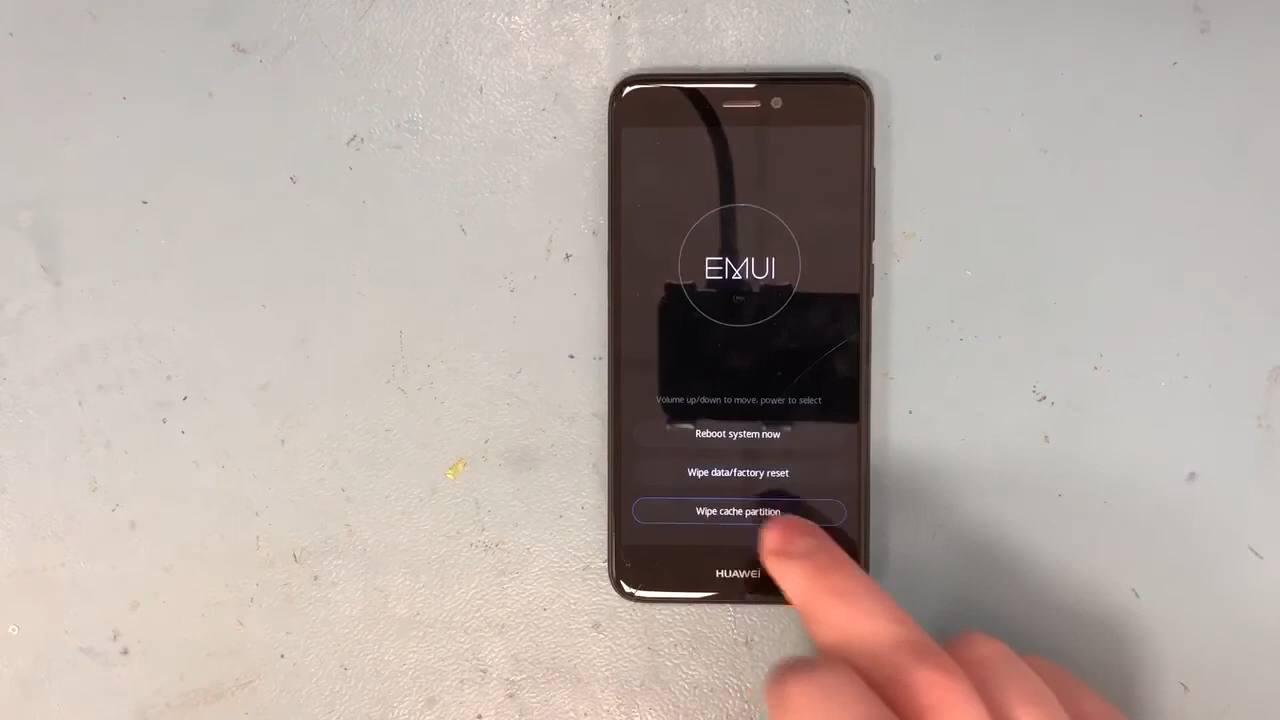 EMUI
Volume up/down to move, power to select
Reboot system now
Wipe data/factory reset
Wipe cache partition
HUAWEI